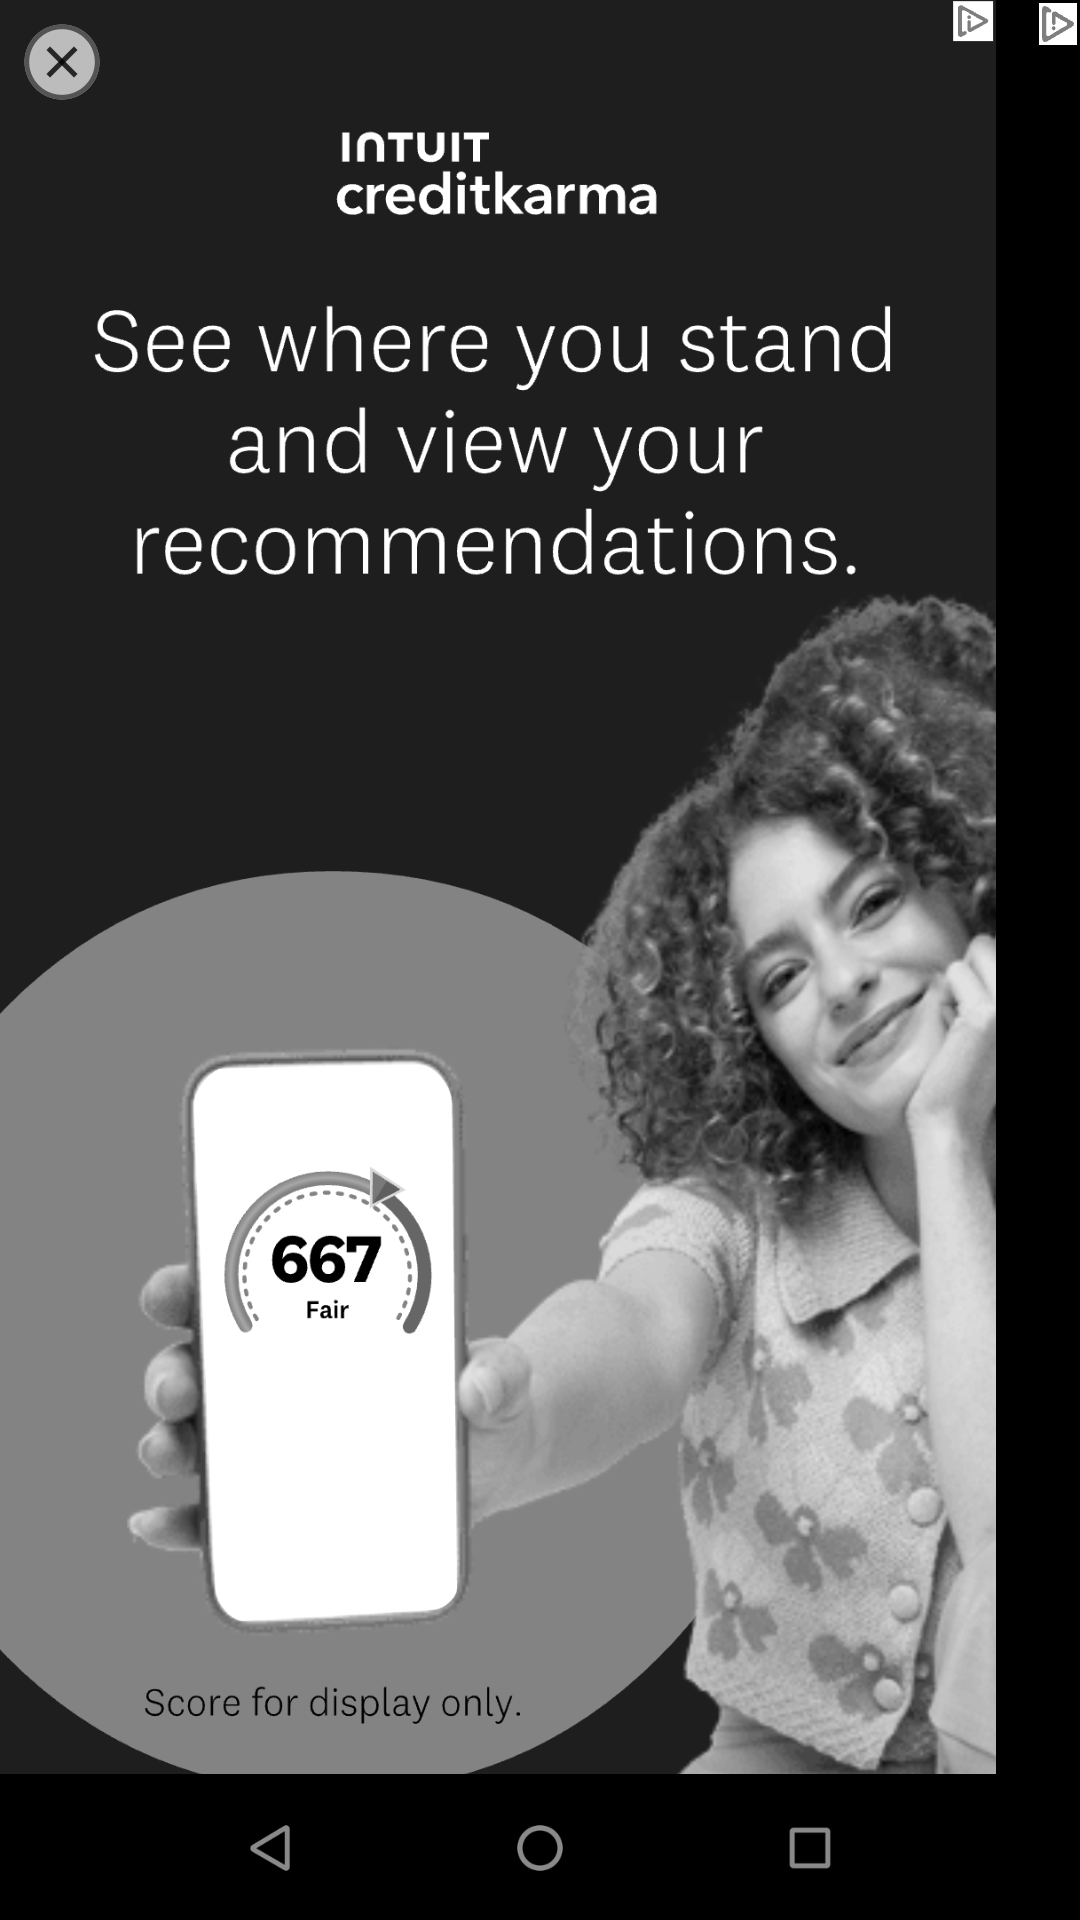 INTUIT
creditkarma
See where you stand
and view your
recommendations.
667
Fair
Score for display only.